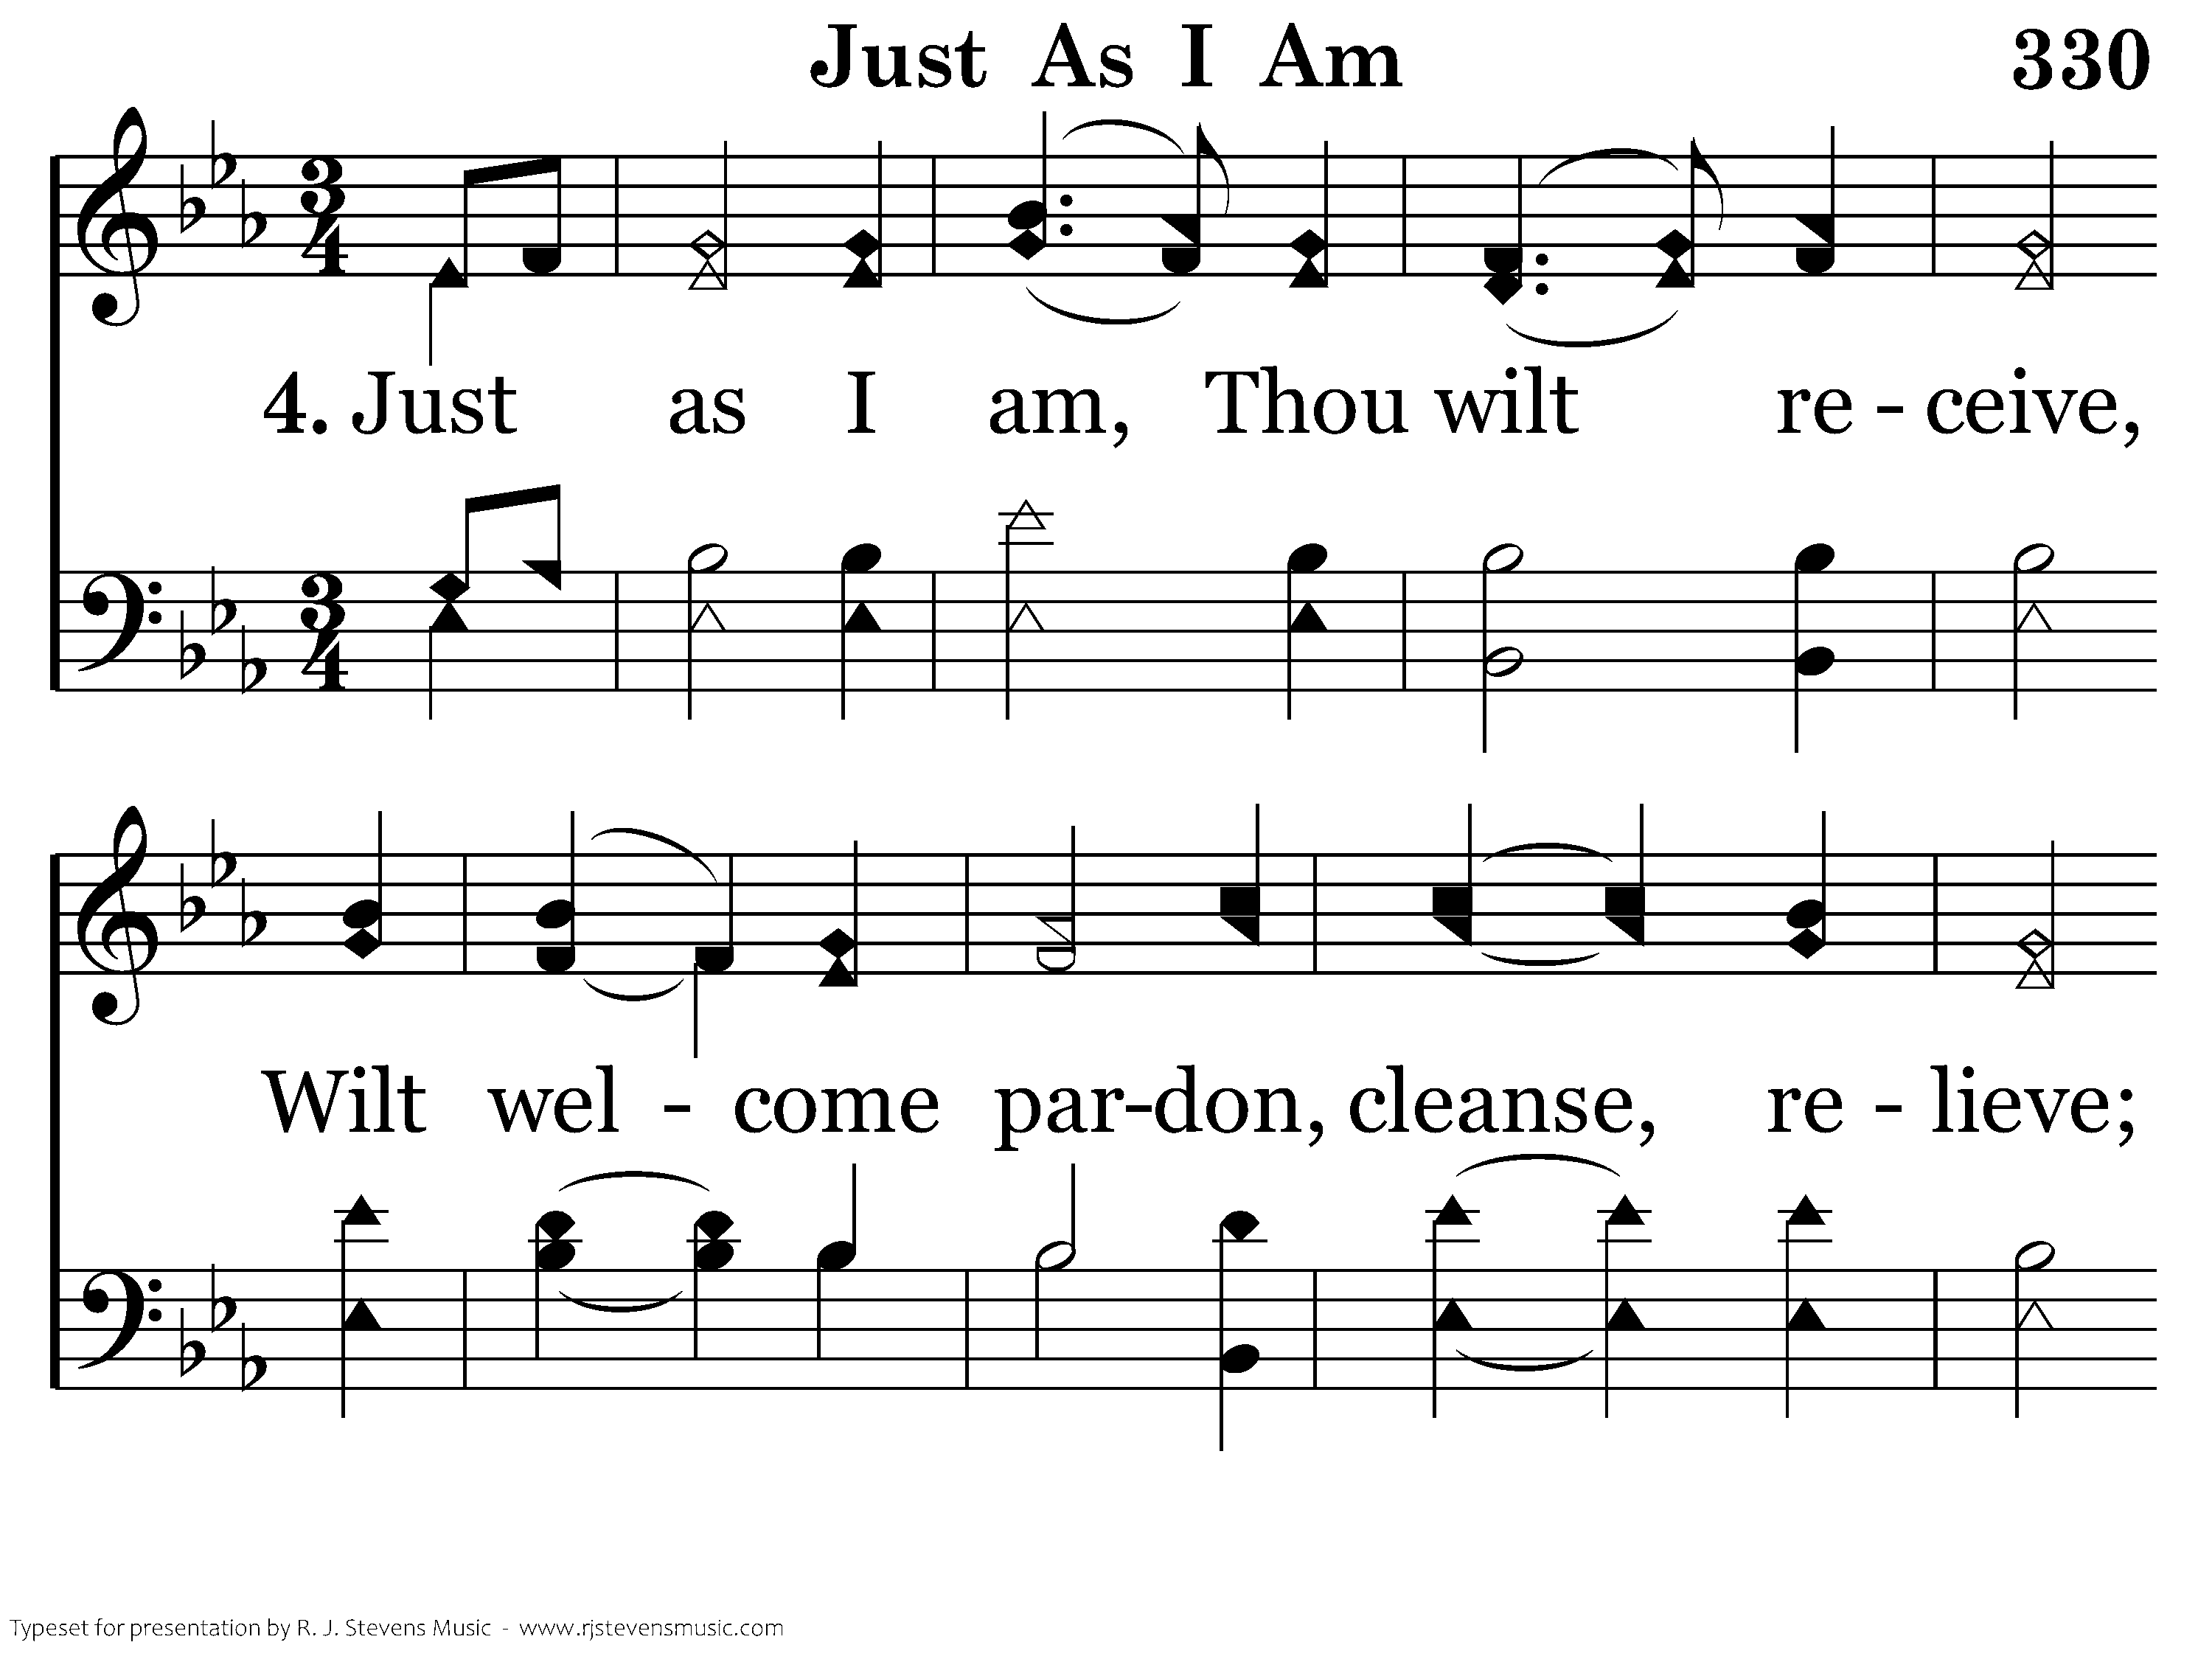 Just As I Am 330
4. Just as I am, Thou wilt re - ceive,
Wilt wel - come par-don, cleanse, re - lieve;
Typeset for presentation by R. J. Stevens Music - www.rjstevensmusic.com